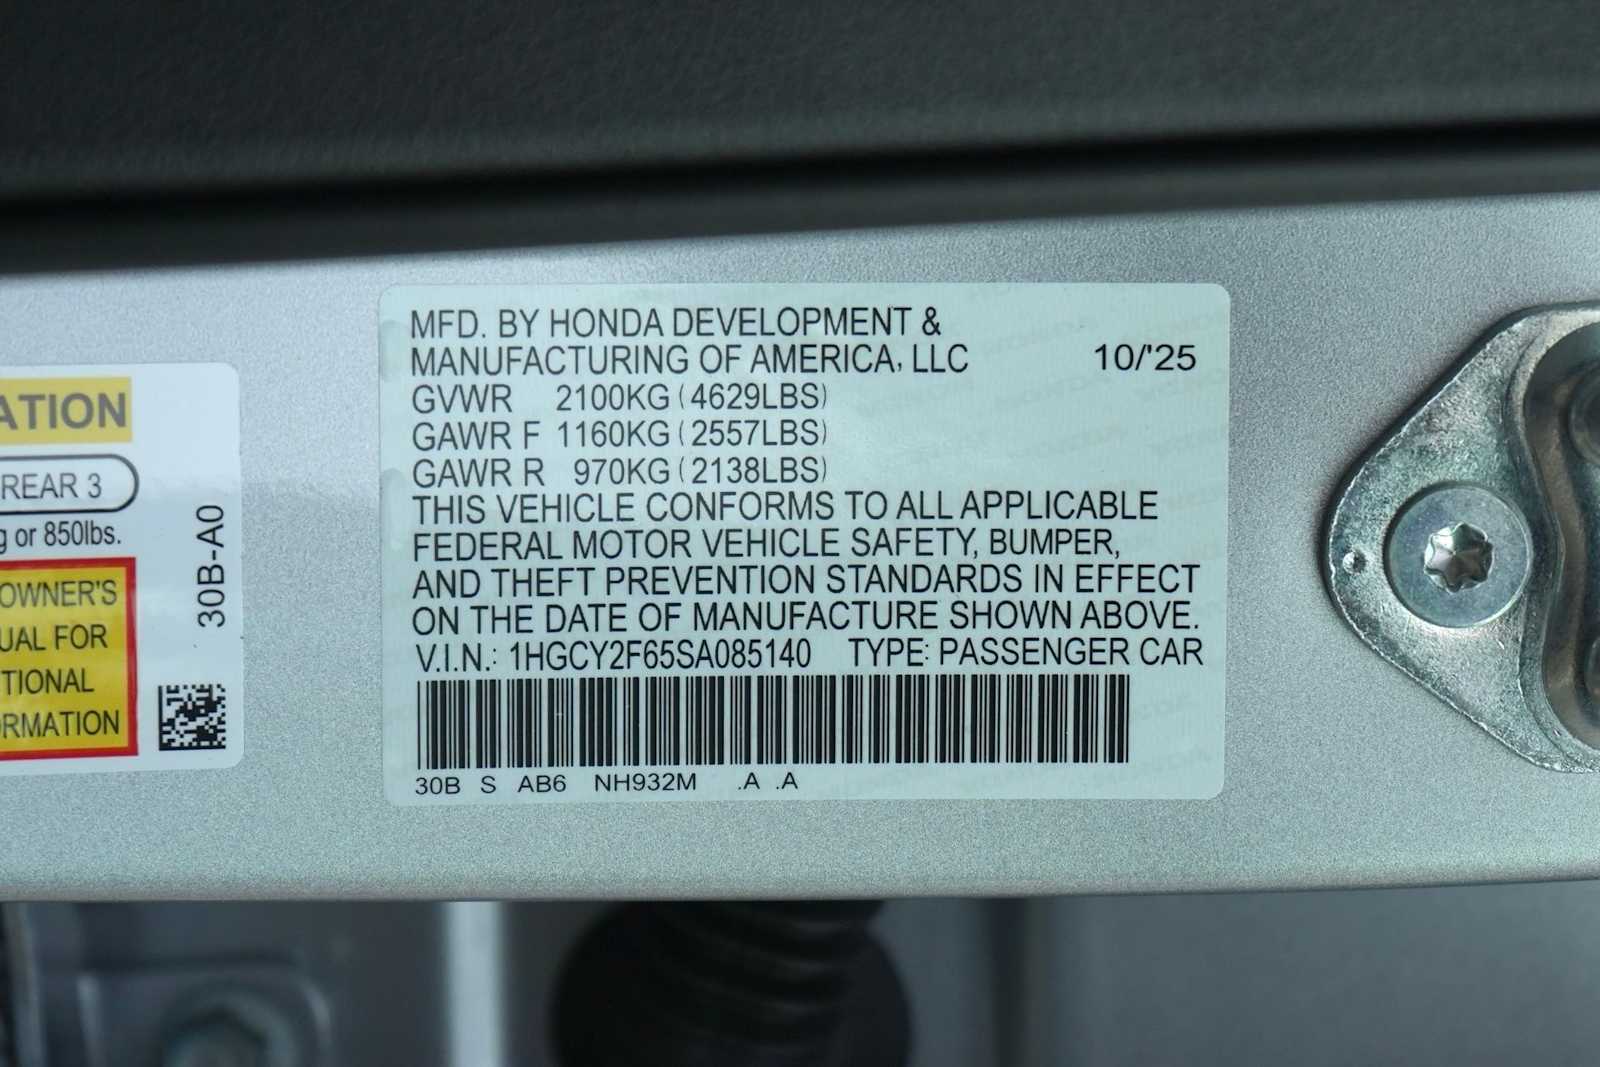 MFD. BY HONDA DEVELOPMENT &
MANUFACTURING OF AMERICA, LLC 10/'25
GVWR 2100KG (4629LBS)
GAWR F 1160KG (2557LBS)
GAWR R 970KG (2138LBS)
THIS VEHICLE CONFORMS TO ALL APPLICABLE
FEDERAL MOTOR VEHICLE SAFETY, BUMPER,
AND THEFT PREVENTION STANDARDS IN EFFECT
ON THE DATE OF MANUFACTURE SHOWN ABOVE.
V.I.N.: 1HGCY2F65SA085140 TYPE: PASSENGER CAR
30B S AB6 NH932M .A .A
ATION
REAR 3
g or 850lbs.
OWNER'S
UAL FOR
TIONAL
ORMATION
30B-A0